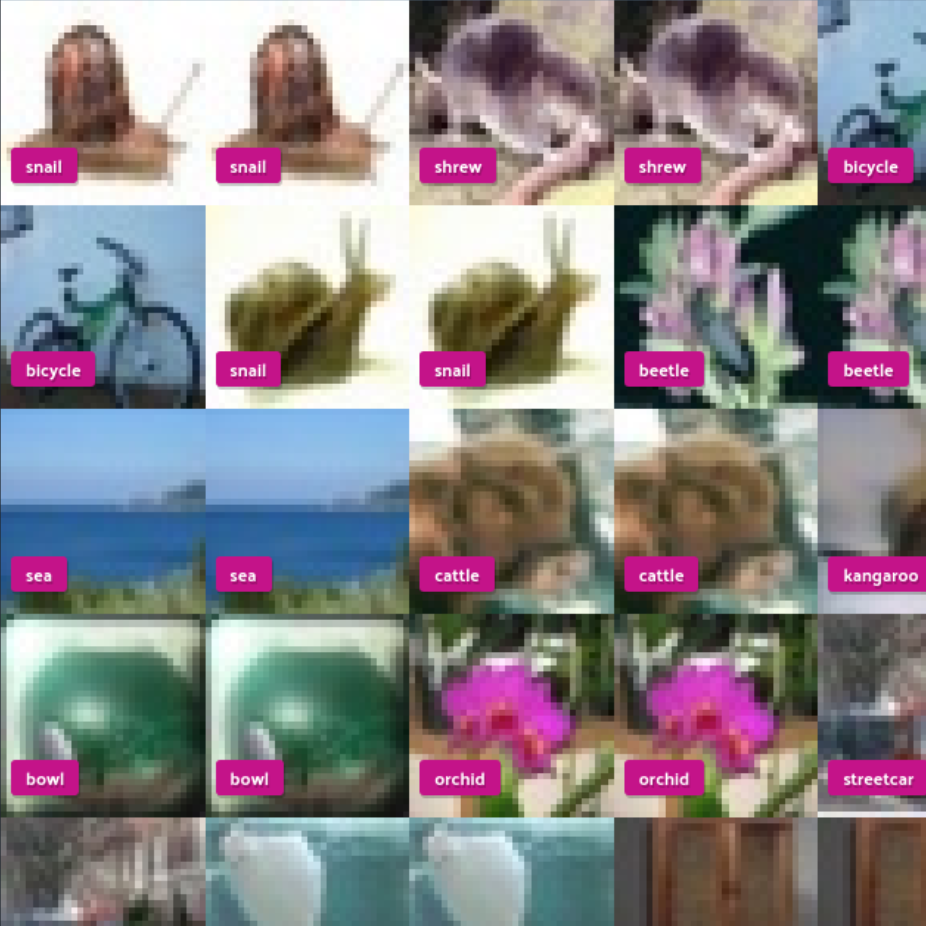 snail
snail
shrew
shrew
bicycle
bicycle
snail
snail
beetle
beetle
sea
sea
cattle
cattle
kangaroo
bowl
bowl
orchid
orchid
streetcar